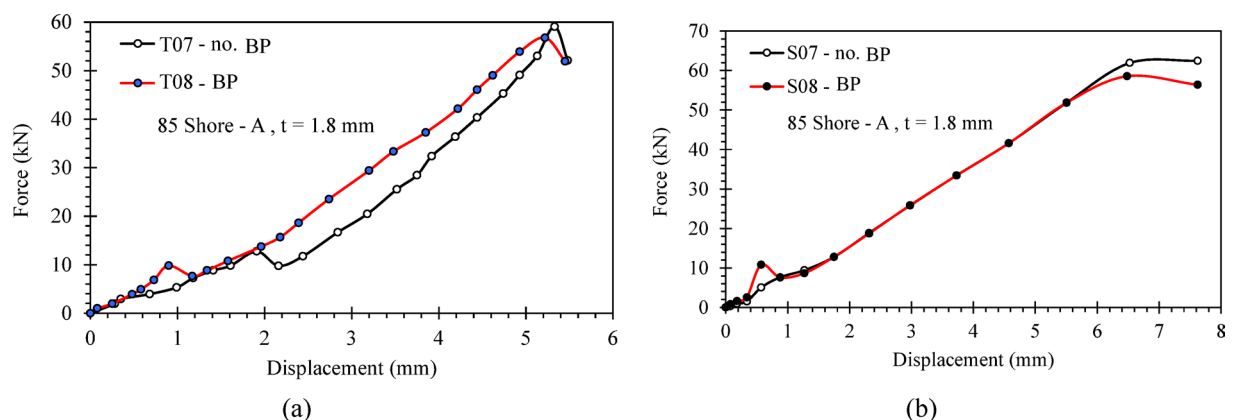 60
50
40
30
20
10
0
Force (kN)
T07 - no. BP
T08 - BP
85 Shore - A , t = 1.8 mm
0 1 2 3 4 5 6
Displacement (mm)
(a)
70
60
50
40
30
20
10
0
Force (kN)
S07 - no. BP
S08 - BP
85 Shore - A , t = 1.8 mm
0 1 2 3 4 5 6 7 8
Displacement (mm)
(b)